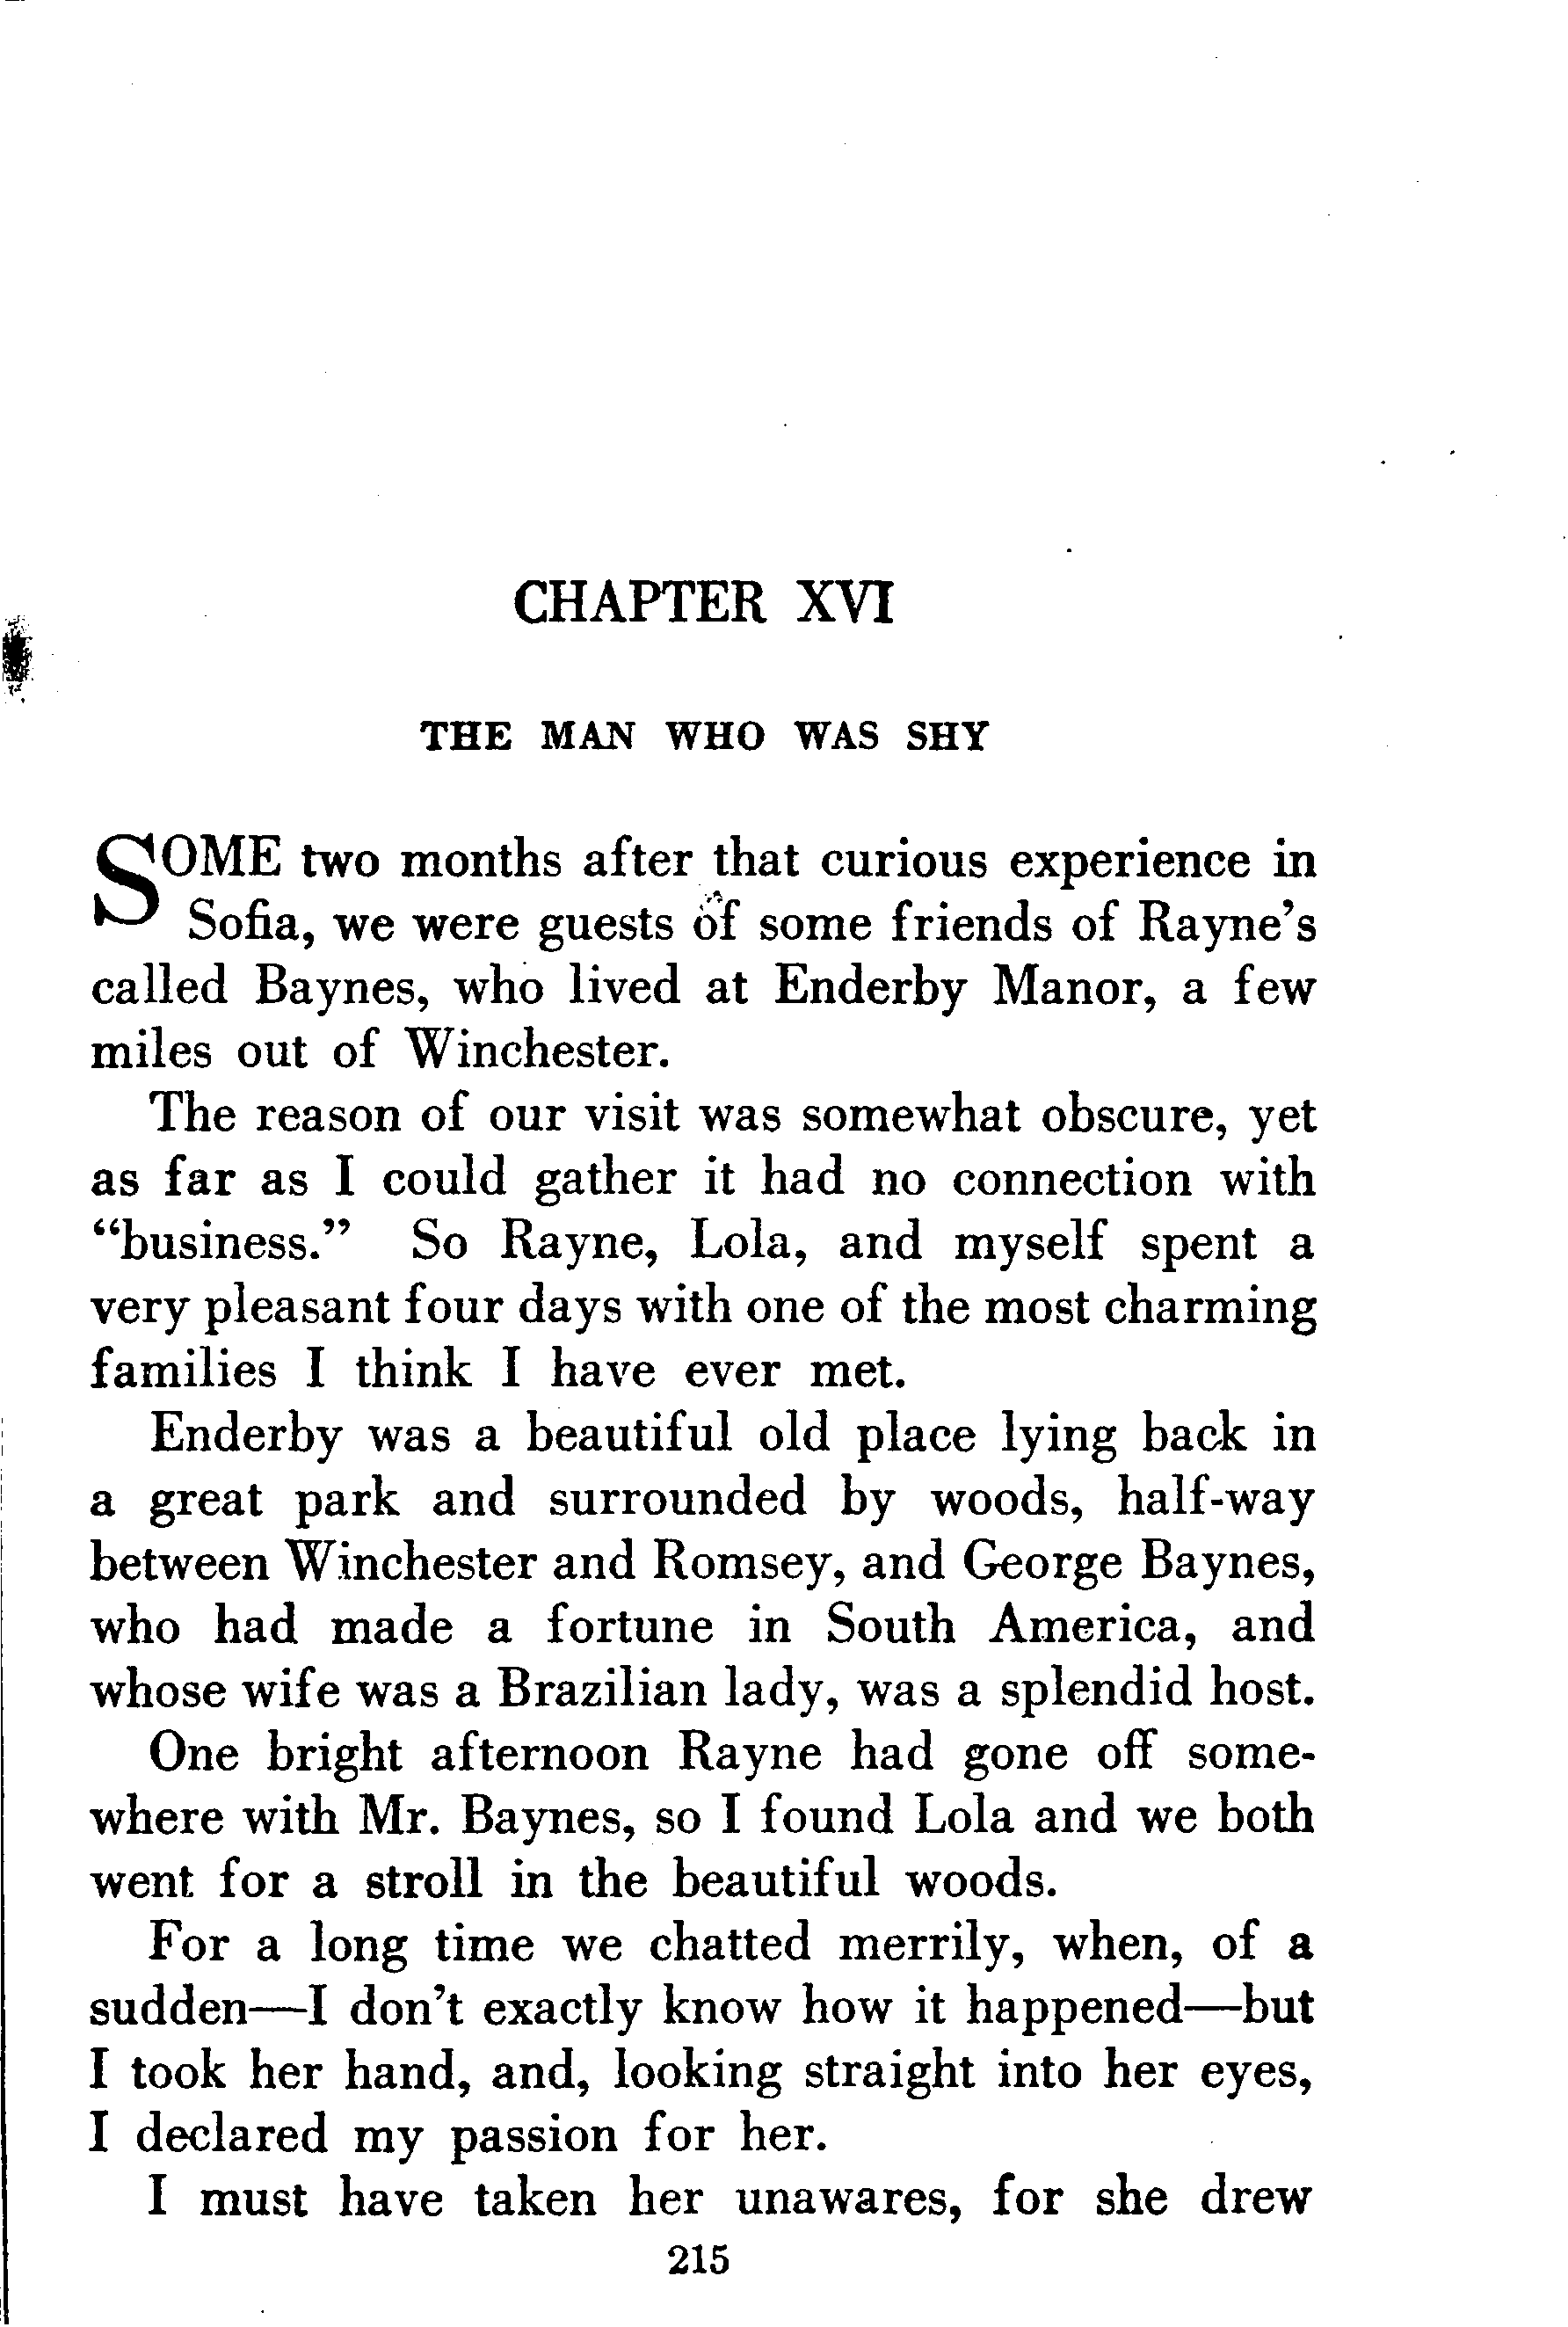 CHAPTER XVI
THE MAN WHO WAS SHY
SOME two months after that curious experience in
Sofia, we were guests of some friends of Rayne's
called Baynes, who lived at Enderby Manor, a few
miles out of Winchester.
The reason of our visit was somewhat obscure, yet
as far as I could gather it had no connection with
“business.” So Rayne, Lola, and myself spent a
very pleasant four days with one of the most charming
families I think I have ever met.
Enderby was a beautiful old place lying back in
a great park and surrounded by woods, half-way
between Winchester and Romsey, and George Baynes,
who had made a fortune in South America, and
whose wife was a Brazilian lady, was a splendid host.
One bright afternoon Rayne had gone off some-
where with Mr. Baynes, so I found Lola and we both
went for a stroll in the beautiful woods.
For a long time we chatted merrily, when, of a
sudden—I don't exactly know how it happened—but
I took her hand, and, looking straight into her eyes,
I declared my passion for her.
I must have taken her unawares, for she drew
215